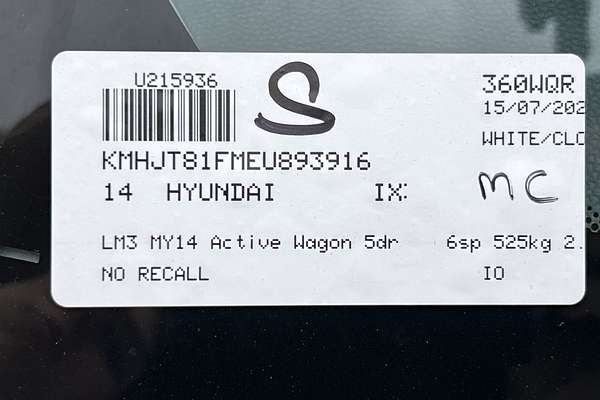 U215936
S
360WQR
15/07/202
WHITE/CLO
KMHJT81FMEU893916
14 HYUNDAI IX
MC
LM3 MY14 Active Wagon 5dr 6sp 525kg 2.
NO RECALL IO